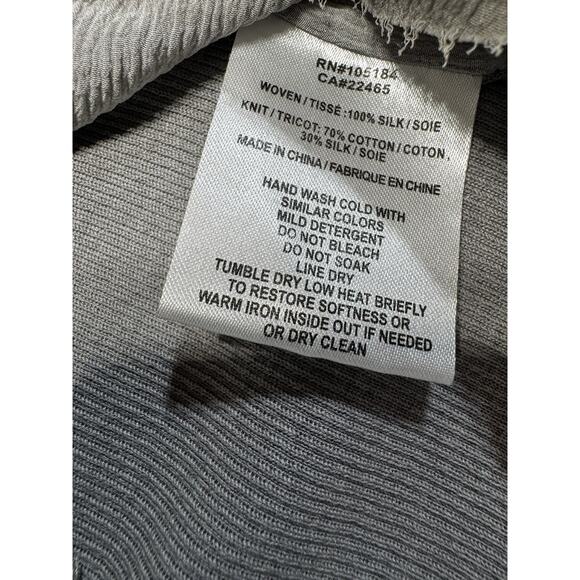 RN#105184
CA#22465
WOVEN/TISSÉ:100% SILK/SOIE
KNIT/TRICOT: 70% COTTON/COTON,
30% SILK/SOIE
MADE IN CHINA/FABRIQUE EN CHINE
HAND WASH COLD WITH
SIMILAR COLORS
MILD DETERGENT
DO NOT BLEACH
DO NOT SOAK
LINE DRY
TUMBLE DRY LOW HEAT BRIEFLY
TO RESTORE SOFTNESS OR
WARM IRON INSIDE OUT IF NEEDED
OR DRY CLEAN